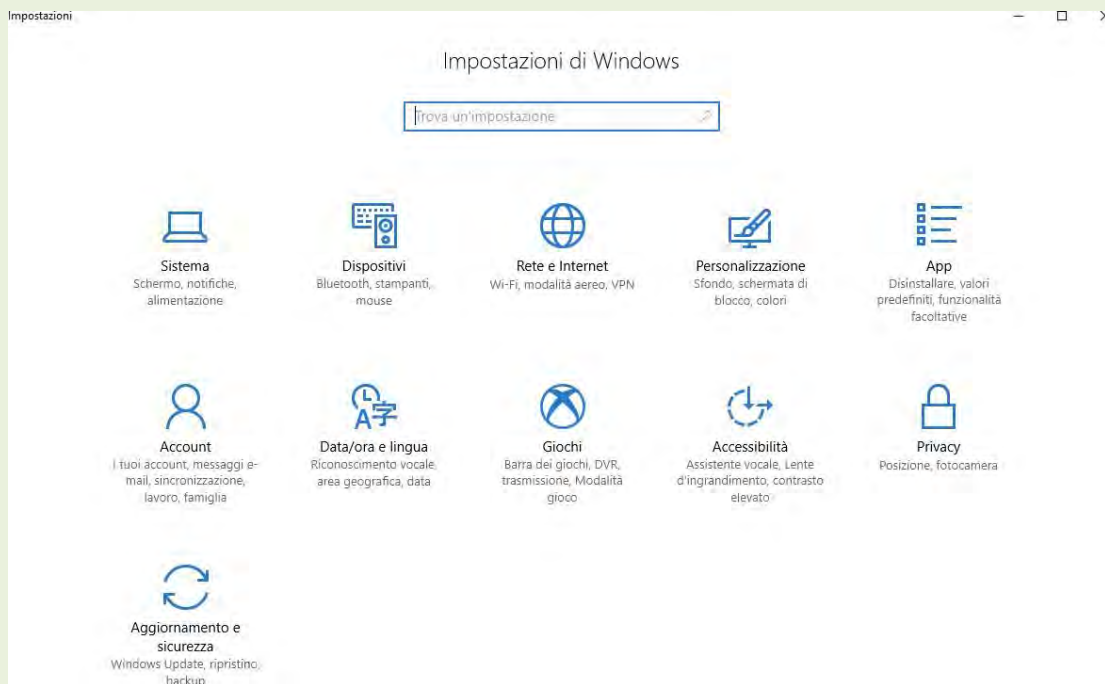 Impostazioni
Impostazioni di Windows
Trova un'impostazione
Sistema
Schermo, notifiche,
alimentazione
Dispositivi
Bluetooth, stampanti,
mouse
Rete e Internet
Wi-Fi, modalità aereo, VPN
Personalizzazione
Sfondo, schermata di
blocco, colori
App
Disinstallare, valori
predefiniti, funzionalità
facoltative
Account
I tuoi account, messaggi e-
mail, sincronizzazione,
lavoro, famiglia
Data/ora e lingua
Riconoscimento vocale,
area geografica, data
Giochi
Barra dei giochi, DVR,
trasmissione, Modalità
gioco
Accessibilità
Assistente vocale, Lente
d'ingrandimento, contrasto
elevato
Privacy
Posizione, fotocamera
Aggiornamento e
sicurezza
Windows Update, ripristino,
backup